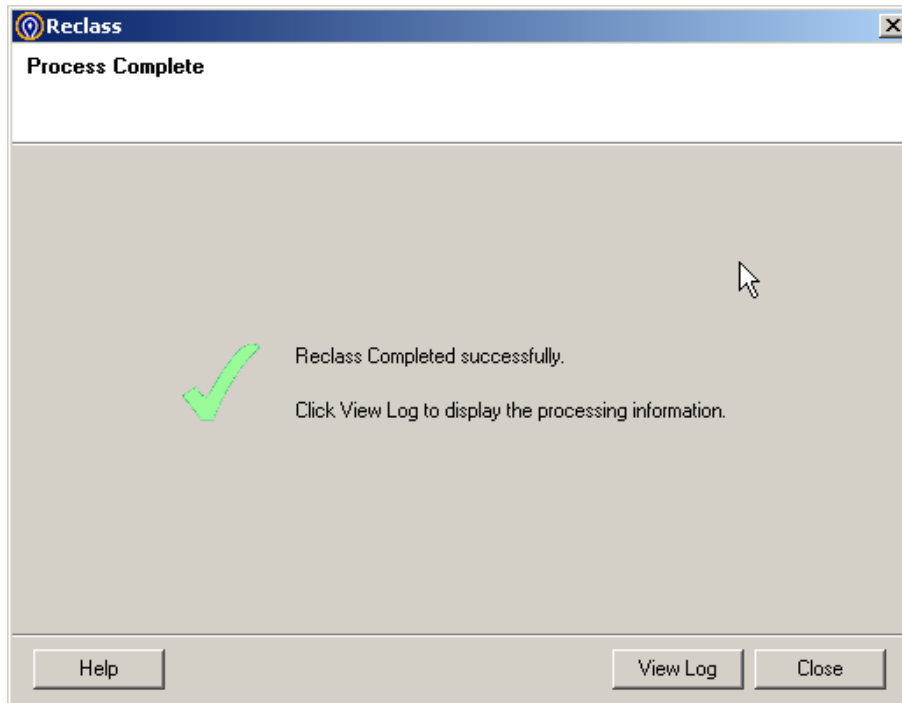 Reclass
Process Complete
Reclass Completed successfully.
Click View Log to display the processing information.
Help
View Log
Close